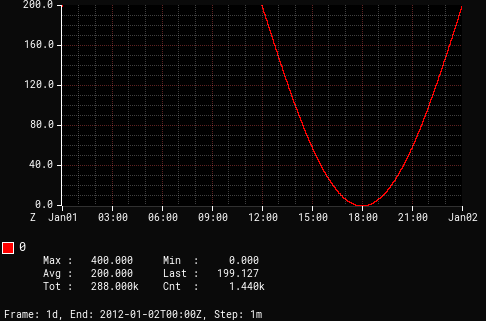 200.0
160.0
120.0
80.0
40.0
0.0
Z Jan01 03:00 06:00 09:00 12:00 15:00 18:00 21:00 Jan02
0
Max : 400.000 Min : 0.000
Avg : 200.000 Last : 199.127
Tot : 288.000k Cnt : 1.440k
Frame: 1d, End: 2012-01-02T00:00Z, Step: 1m